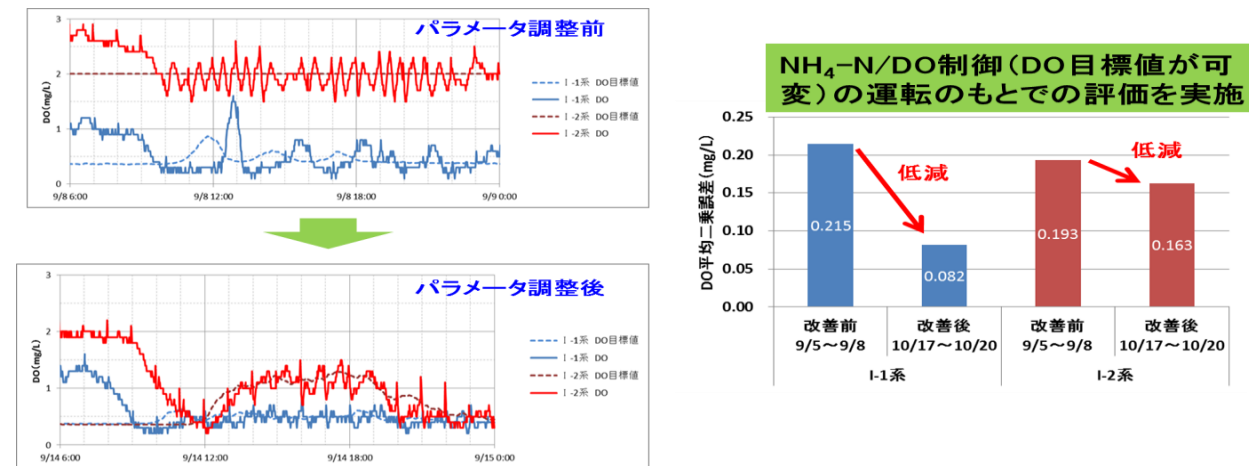 パラメータ調整前
3
2
1
0
DO(mg/L)
9/8 6:00
9/8 12:00
9/8 18:00
9/9 0:00
Ⅰ-1系 DO目標値
Ⅰ-1系 DO
Ⅰ-2系 DO目標値
Ⅰ-2系 DO
パラメータ調整後
3
2
1
0
DO(mg/L)
9/14 6:00
9/14 12:00
9/14 18:00
9/15 0:00
Ⅰ-1系 DO目標値
Ⅰ-1系 DO
Ⅰ-2系 DO目標値
Ⅰ-2系 DO
NH₄-N/DO制御(DO目標値が可
変)の運転のもとでの評価を実施
0.25
0.20
0.15
0.10
0.05
0.00
DO平均二乗誤差(mg/L)
低減
低減
0.215
0.082
0.193
0.163
改善前
9/5～9/8
改善後
10/17～10/20
改善前
9/5～9/8
改善後
10/17～10/20
I-1系
I-2系